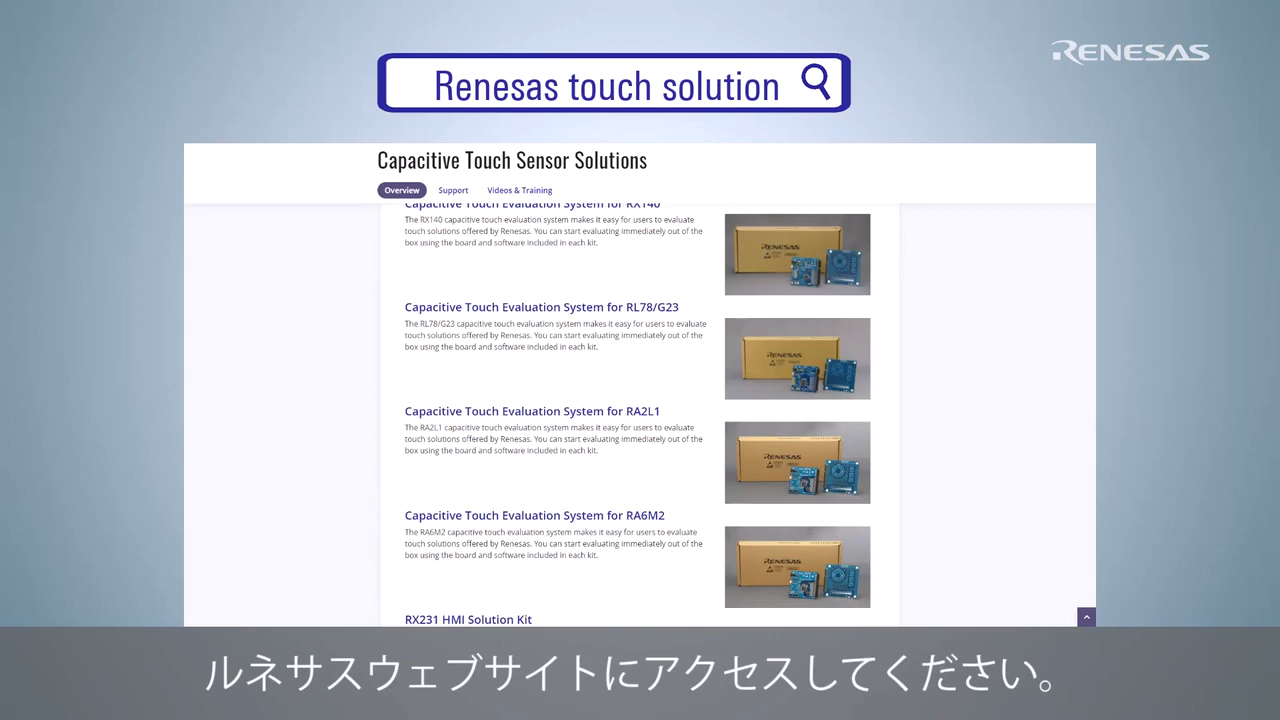 RENESAS
Renesas touch solution
Capacitive Touch Sensor Solutions
Overview Support Videos & Training
Capacitive Touch Evaluation System for RX140
The RX140 capacitive touch evaluation system makes it easy for users to evaluate
touch solutions offered by Renesas. You can start evaluating immediately out of the
box using the board and software included in each kit.
RENESAS
Capacitive Touch Evaluation System for RL78/G23
The RL78/G23 capacitive touch evaluation system makes it easy for users to evaluate
touch solutions offered by Renesas. You can start evaluating immediately out of the
box using the board and software included in each kit.
RENESAS
Capacitive Touch Evaluation System for RA2L1
The RA2L1 capacitive touch evaluation system makes it easy for users to evaluate
touch solutions offered by Renesas. You can start evaluating immediately out of the
box using the board and software included in each kit.
RENESAS
Capacitive Touch Evaluation System for RA6M2
The RA6M2 capacitive touch evaluation system makes it easy for users to evaluate
touch solutions offered by Renesas. You can start evaluating immediately out of the
box using the board and software included in each kit.
RENESAS
RX231 HMI Solution Kit
ルネサスウェブサイトにアクセスしてください。